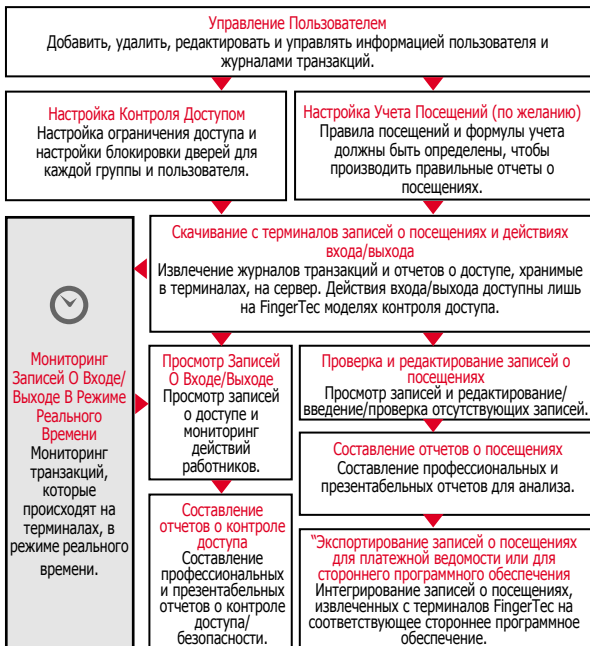 Управление Пользователем
Добавить, удалить, редактировать и управлять информацией пользователя и
журналами транзакций.
Настройка Контроля Доступом
Настройка ограничения доступа и
настройки блокировки дверей для
каждой группы и пользователя.
Настройка Учета Посещений (по желанию)
Правила посещений и формулы учета
должны быть определены, чтобы
производить правильные отчеты о
посещениях.
Скачивание с терминалов записей о посещениях и действиях
входа/выхода
Извлечение журналов транзакций и отчетов о доступе, хранимые
в терминалах, на сервер. Действия входа/выхода доступны лишь
на FingerTec моделях контроля доступа.
Мониторинг
Записей О Входе/
Выходе В Режиме
Реального
Времени
Мониторинг
транзакций,
которые
происходят на
терминалах, в
режиме реального
времени.
Просмотр Записей
О Входе/Выходе
Просмотр записей
о доступе и
мониторинг
действий
работников.
Проверка и редактирование записей о
посещениях
Просмотр записей и редактирование/
введение/проверка отсутствующих записей.
Составление отчетов о посещениях
Составление профессиональных и
презентабельных отчетов для анализа.
Составление
отчетов о контроле
доступа
Составление
профессиональных
и презентабельных
отчетов о контроле
доступа/
безопасности.
"Экспортирование записей о посещениях
для платежной ведомости или для
стороннего программного обеспечения
Интегрирование записей о посещениях,
извлеченных с терминалов FingerTec на
соответствующее стороннее программное
обеспечение.